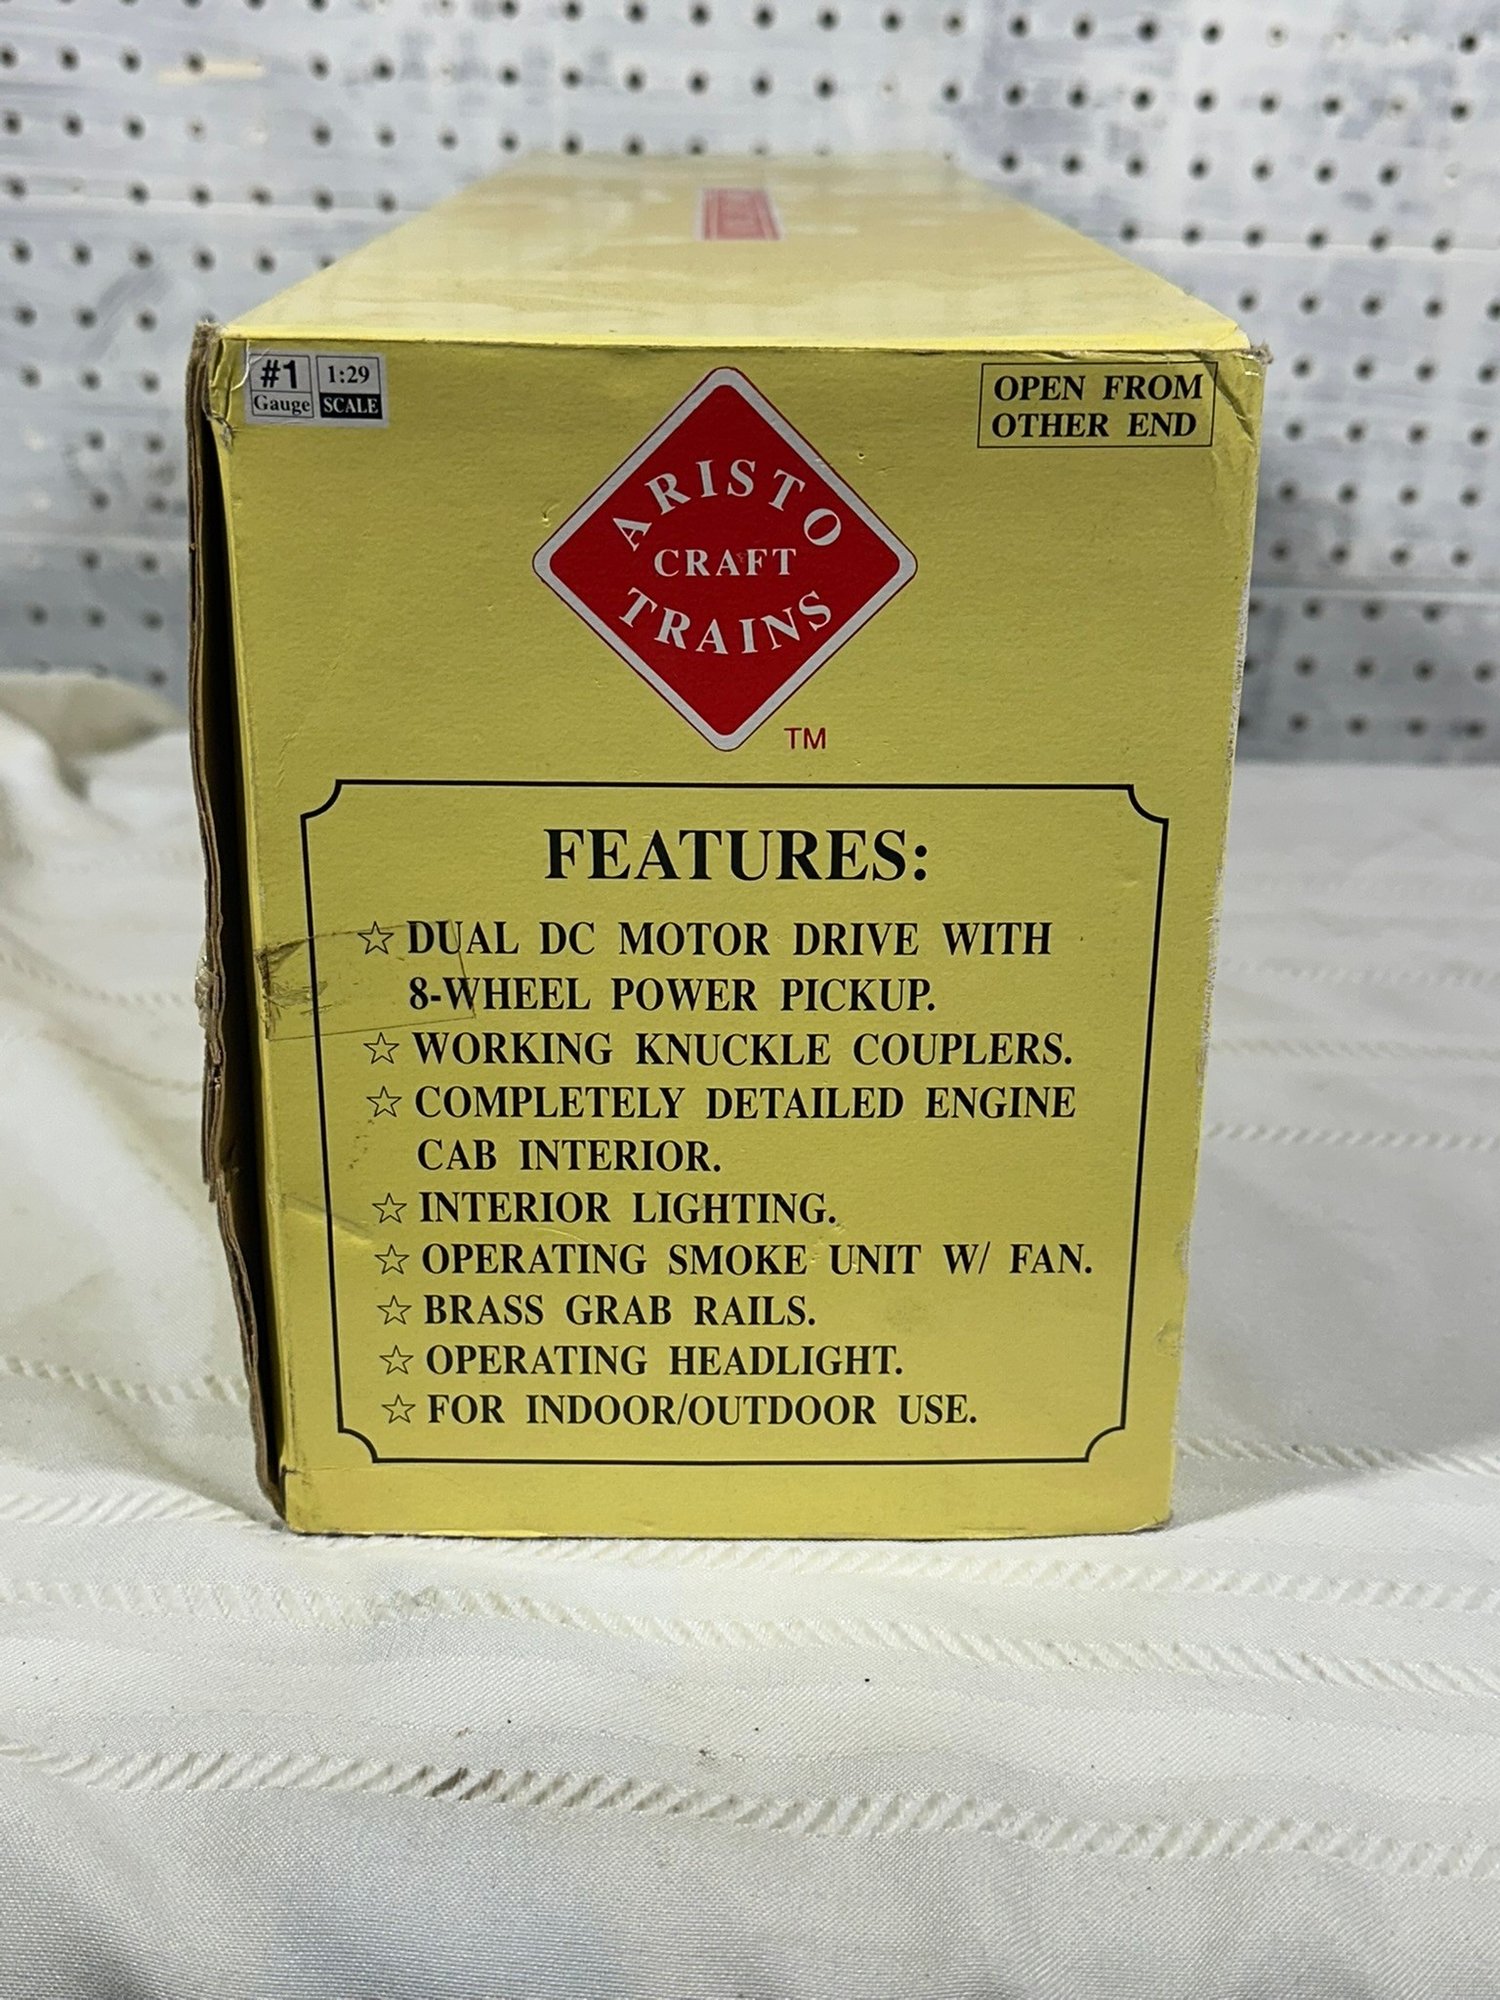 #1
Gauge
1:29
SCALE
OPEN FROM
OTHER END
ARISTO
CRAFT
TRAINS
TM
FEATURES:
☆ DUAL DC MOTOR DRIVE WITH
8-WHEEL POWER PICKUP.
☆ WORKING KNUCKLE COUPLERS.
☆ COMPLETELY DETAILED ENGINE
CAB INTERIOR.
☆ INTERIOR LIGHTING.
☆ OPERATING SMOKE UNIT W/ FAN.
☆ BRASS GRAB RAILS.
☆ OPERATING HEADLIGHT.
☆ FOR INDOOR/OUTDOOR USE.